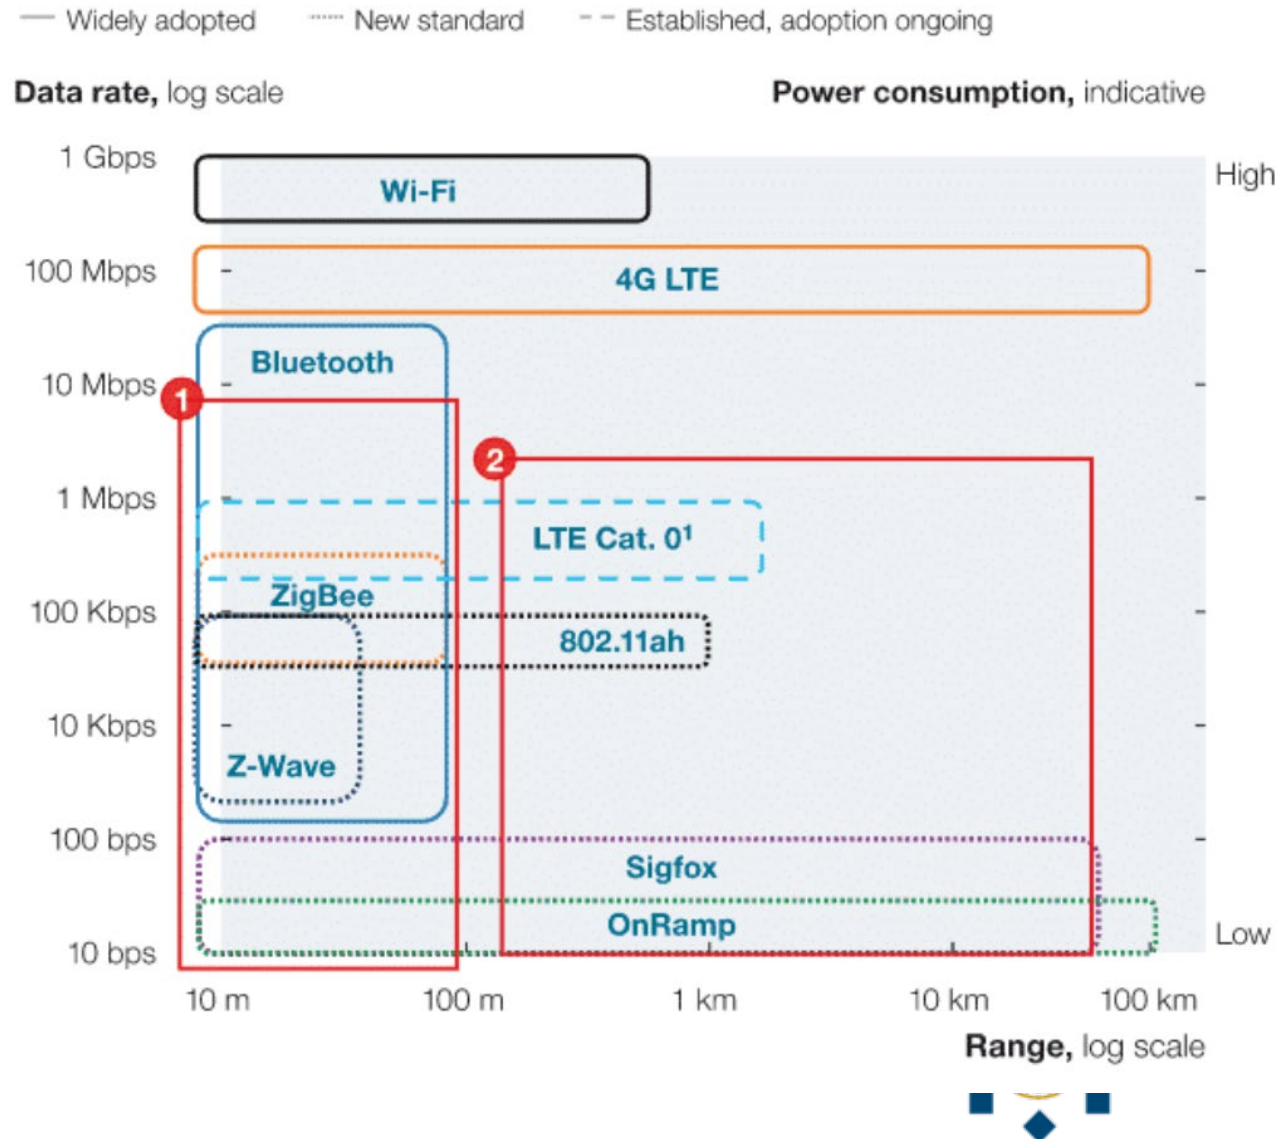 Widely adopted New standard Established, adoption ongoing
Data rate, log scale Power consumption, indicative
1 Gbps
High
Wi-Fi
100 Mbps
4G LTE
Bluetooth
10 Mbps
1
2
1 Mbps
LTE Cat. 0¹
ZigBee
100 Kbps
802.11ah
10 Kbps
Z-Wave
100 bps
Sigfox
OnRamp
Low
10 bps
10 m 100 m 1 km 10 km 100 km
Range, log scale